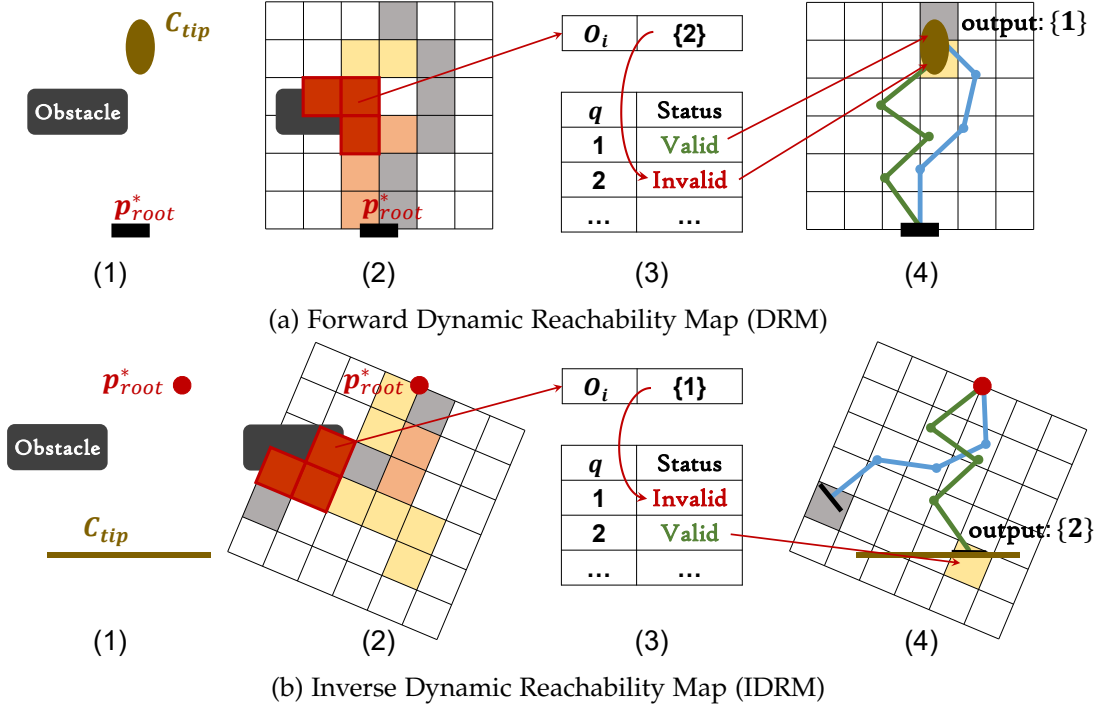 C_tip
Obstacle
p*_root
(1)
p*_root
(2)
O_i {2}
q Status
1 Valid
2 Invalid
... ...
(3)
output: {1}
(4)
(a) Forward Dynamic Reachability Map (DRM)
p*_root
Obstacle
C_tip
(1)
p*_root
(2)
O_i {1}
q Status
1 Invalid
2 Valid
... ...
(3)
output: {2}
(4)
(b) Inverse Dynamic Reachability Map (IDRM)